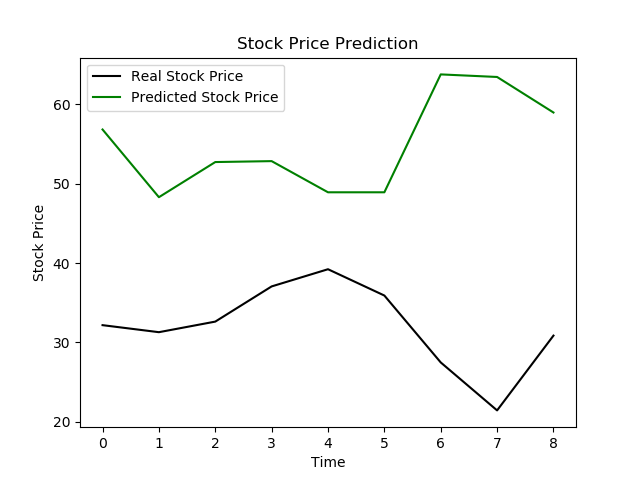 Stock Price Prediction
Real Stock Price
Predicted Stock Price
Stock Price
60
50
40
30
20
0 1 2 3 4 5 6 7 8
Time